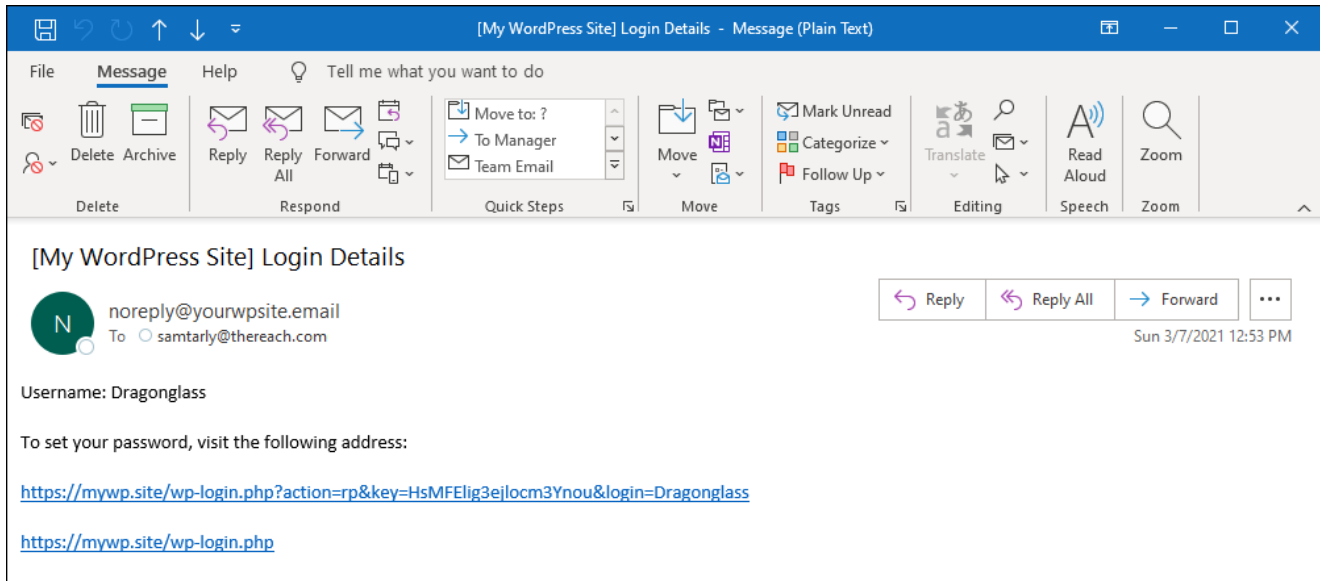 [My WordPress Site] Login Details - Message (Plain Text)
File Message Help Tell me what you want to do
Delete Archive
Reply Reply All Forward
Move to: ?
To Manager
Team Email
Move
Mark Unread
Categorize
Follow Up
Translate
Read Aloud
Zoom
Delete Respond Quick Steps Move Tags Editing Speech Zoom
[My WordPress Site] Login Details
N
noreply@yourwpsite.email
To samtarly@thereach.com
Reply Reply All Forward
Sun 3/7/2021 12:53 PM
Username: Dragonglass
To set your password, visit the following address:
https://mywp.site/wp-login.php?action=rp&key=HsMFElig3ejlocm3Ynou&login=Dragonglass
https://mywp.site/wp-login.php